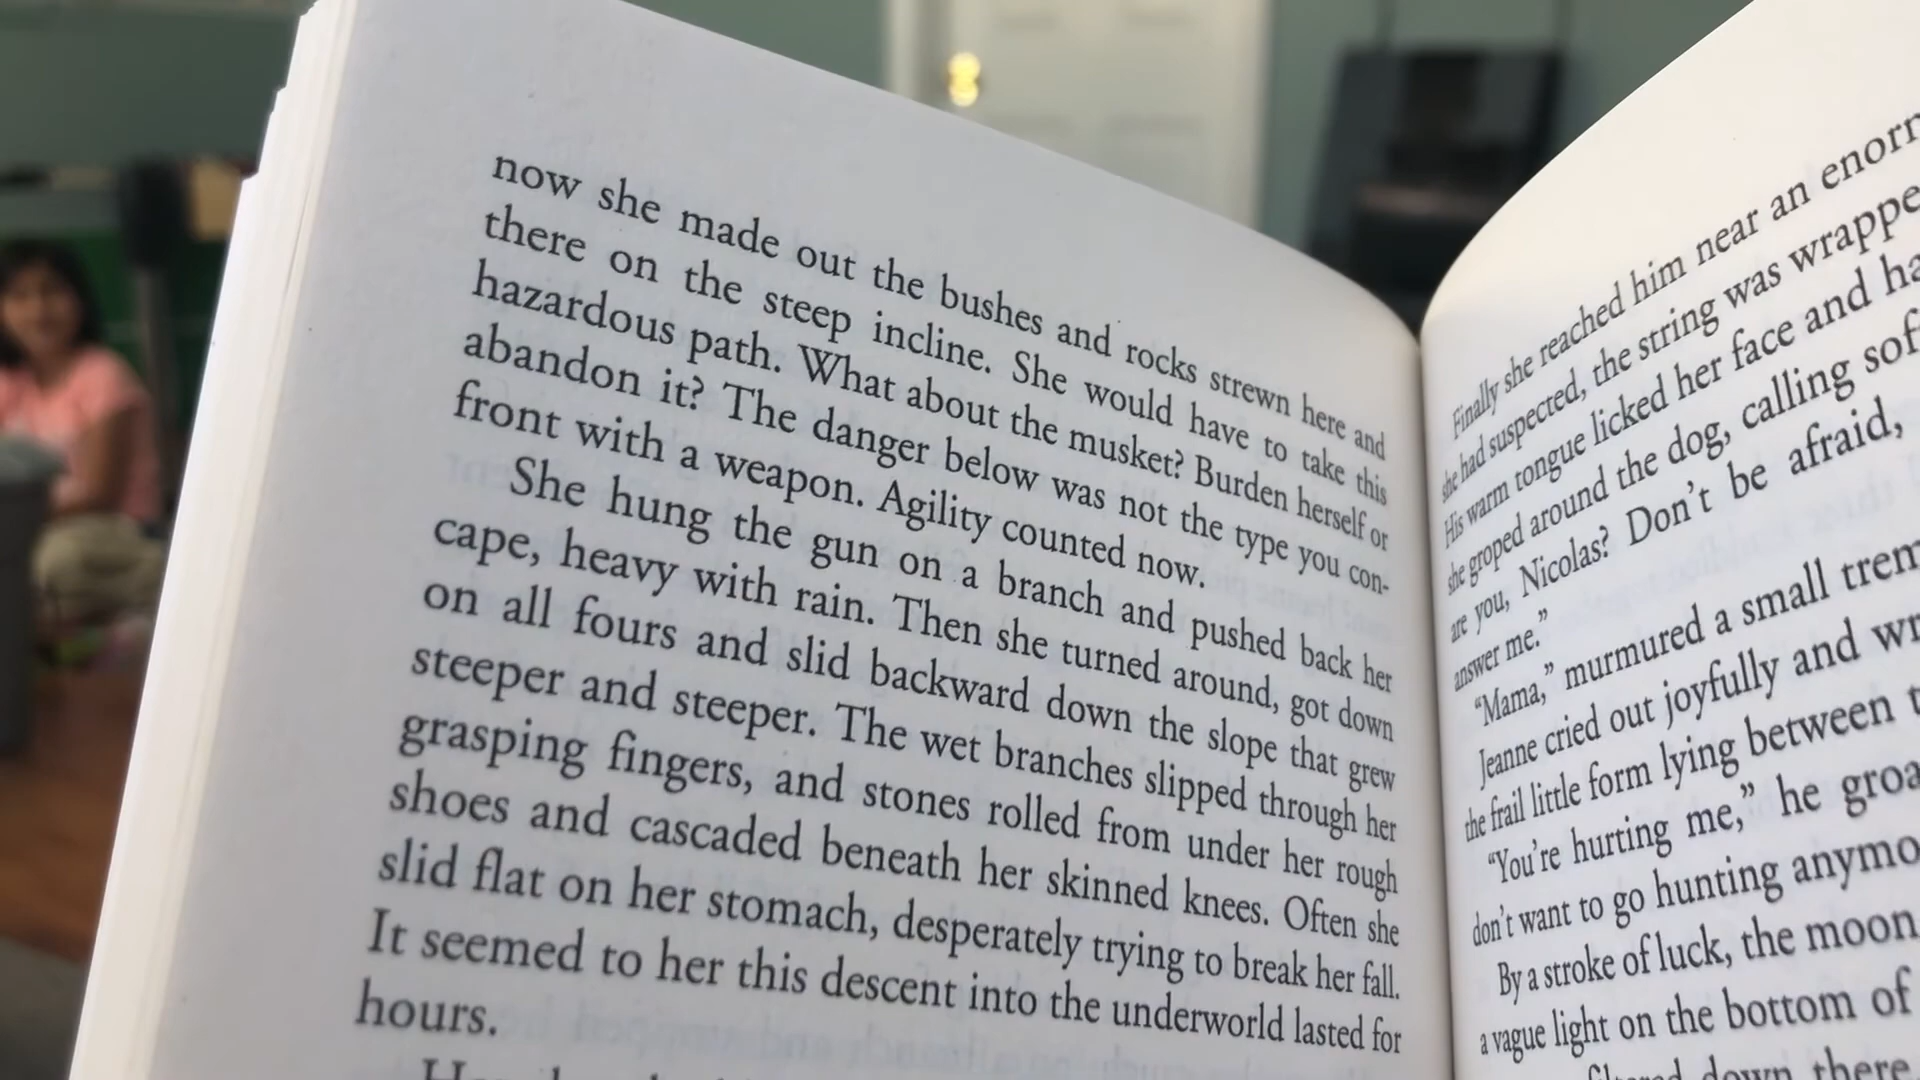 now she made out the bushes and rocks strewn here and
there on the steep incline. She would have to take this
hazardous path. What about the musket? Burden herself or
abandon it? The danger below was not the type you con-
front with a weapon. Agility counted now.
She hung the gun on a branch and pushed back her
cape, heavy with rain. Then she turned around, got down
on all fours and slid backward down the slope that grew
steeper and steeper. The wet branches slipped through her
grasping fingers, and stones rolled from under her rough
shoes and cascaded beneath her skinned knees. Often she
slid flat on her stomach, desperately trying to break her fall.
It seemed to her this descent into the underworld lasted for
hours.
Finally she reached him near an enorm
she had suspected, the string was wrappe
His warm tongue licked her face and ha
she groped around the dog, calling sof
are you, Nicolas? Don't be afraid,
answer me.”
“Mama,” murmured a small trem
Jeanne cried out joyfully and wr
the frail little form lying between t
“You're hurting me,” he groa
don't want to go hunting anymo
By a stroke of luck, the moon
a vague light on the bottom of
down there